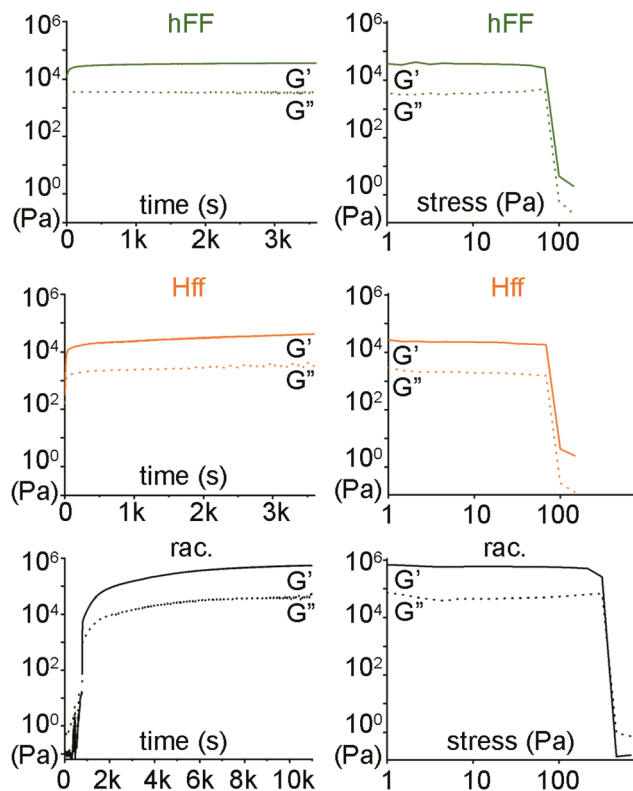 hFF
10⁶
10⁴
10²
10⁰
(Pa)
G’
G”
time (s)
0 1k 2k 3k
hFF
10⁶
10⁴
10²
10⁰
(Pa)
G’
G”
stress (Pa)
1 10 100
Hff
10⁶
10⁴
10²
10⁰
(Pa)
G’
G”
time (s)
0 1k 2k 3k
Hff
10⁶
10⁴
10²
10⁰
(Pa)
G’
G”
stress (Pa)
1 10 100
rac.
10⁶
10⁴
10²
10⁰
(Pa)
G’
G”
time (s)
0 2k 4k 6k 8k 10k
rac.
10⁶
10⁴
10²
10⁰
(Pa)
G’
G”
stress (Pa)
1 10 100